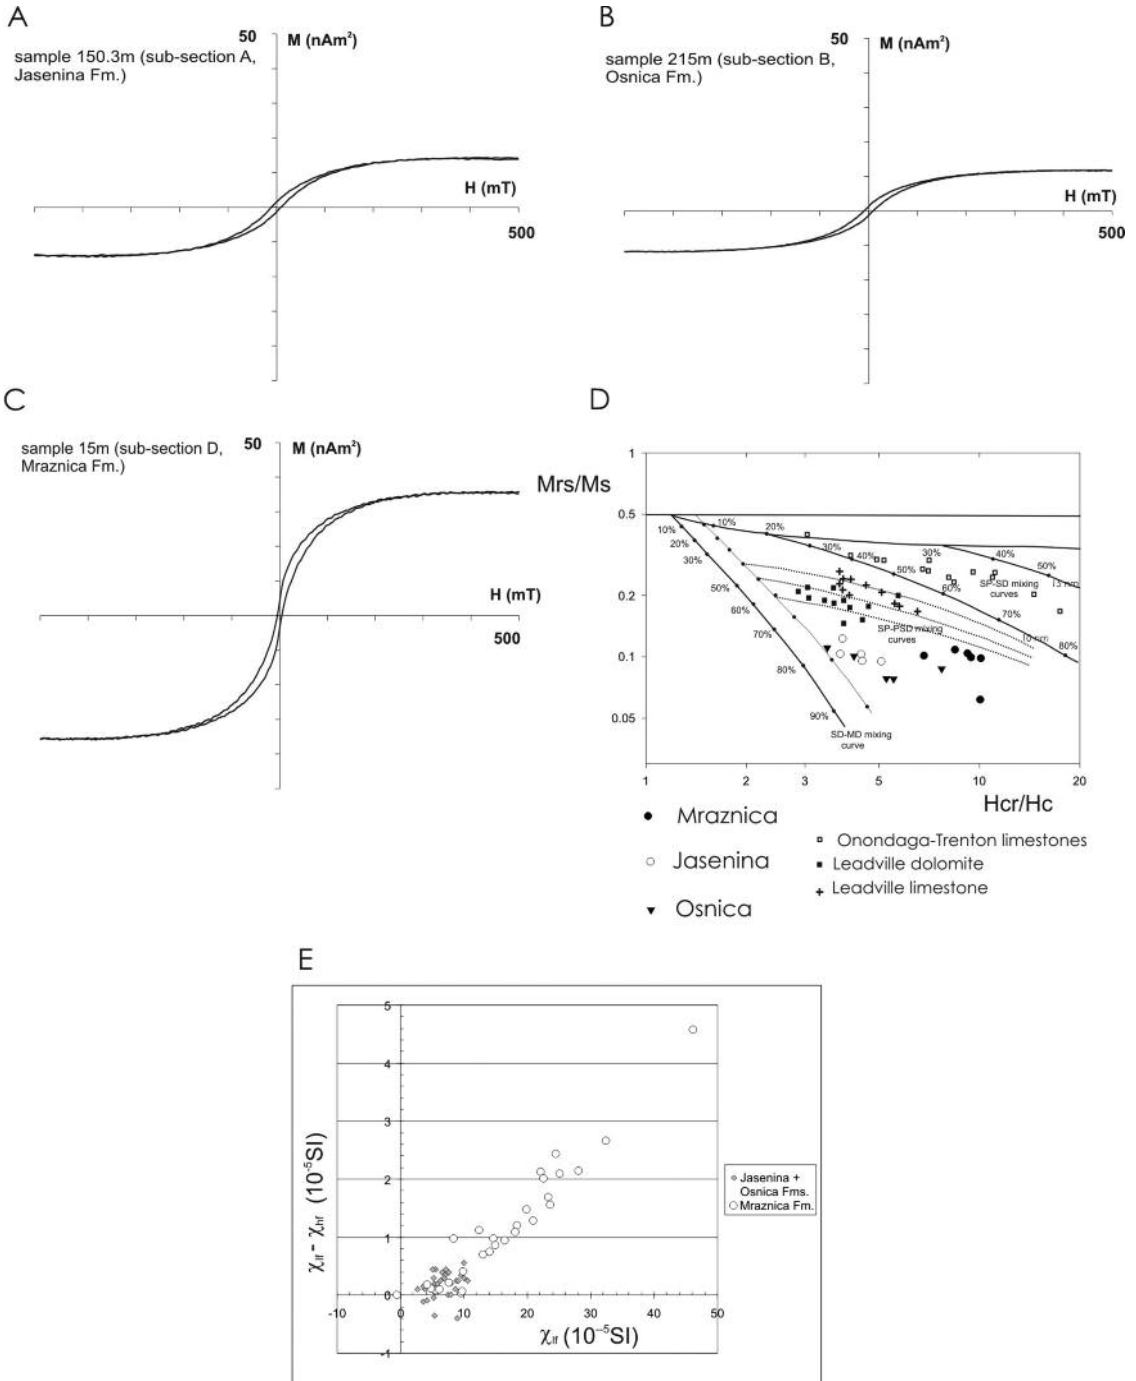 A
50 M (nAm²)
sample 150.3m (sub-section A,
Jasenina Fm.)
H (mT)
500
B
50 M (nAm²)
sample 215m (sub-section B,
Osnica Fm.)
H (mT)
500
C
50 M (nAm²)
sample 15m (sub-section D,
Mraznica Fm.)
H (mT)
500
D
Mrs/Ms
1
0.5
0.2
0.1
0.05
10%
20%
30%
50%
60%
70%
80%
90%
10%
20%
30%
40%
50%
60%
70%
80%
30%
40%
50%
13 nm
10 nm
SP-SD mixing
curves
SP-PSD mixing
curves
SD-MD mixing
curve
1 2 3 5 10 20
Hcr/Hc
Mraznica
Jasenina
Osnica
Onondaga-Trenton limestones
Leadville dolomite
Leadville limestone
E
5
4
3
2
1
0
-1
-10 0 10 20 30 40 50
χlf - χhf (10⁻⁵SI)
χlf (10⁻⁵SI)
Jasenina +
Osnica Fms.
Mraznica Fm.